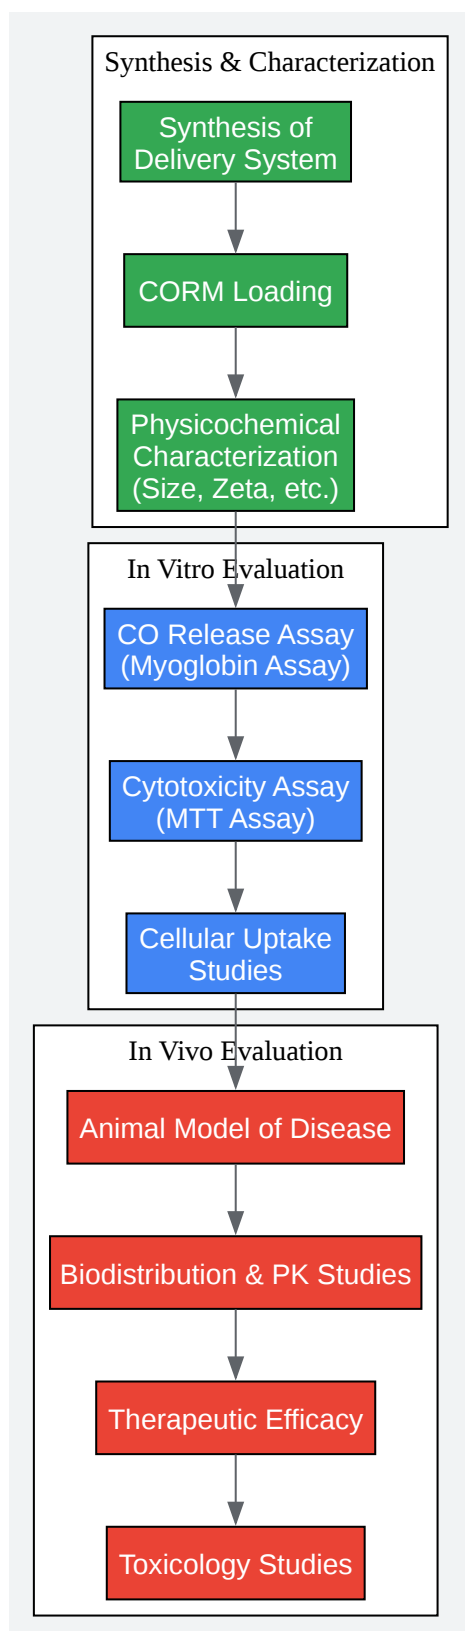 Synthesis & Characterization
Synthesis of
Delivery System
CORM Loading
Physicochemical
Characterization
(Size, Zeta, etc.)
In Vitro Evaluation
CO Release Assay
(Myoglobin Assay)
Cytotoxicity Assay
(MTT Assay)
Cellular Uptake
Studies
In Vivo Evaluation
Animal Model of Disease
Biodistribution & PK Studies
Therapeutic Efficacy
Toxicology Studies